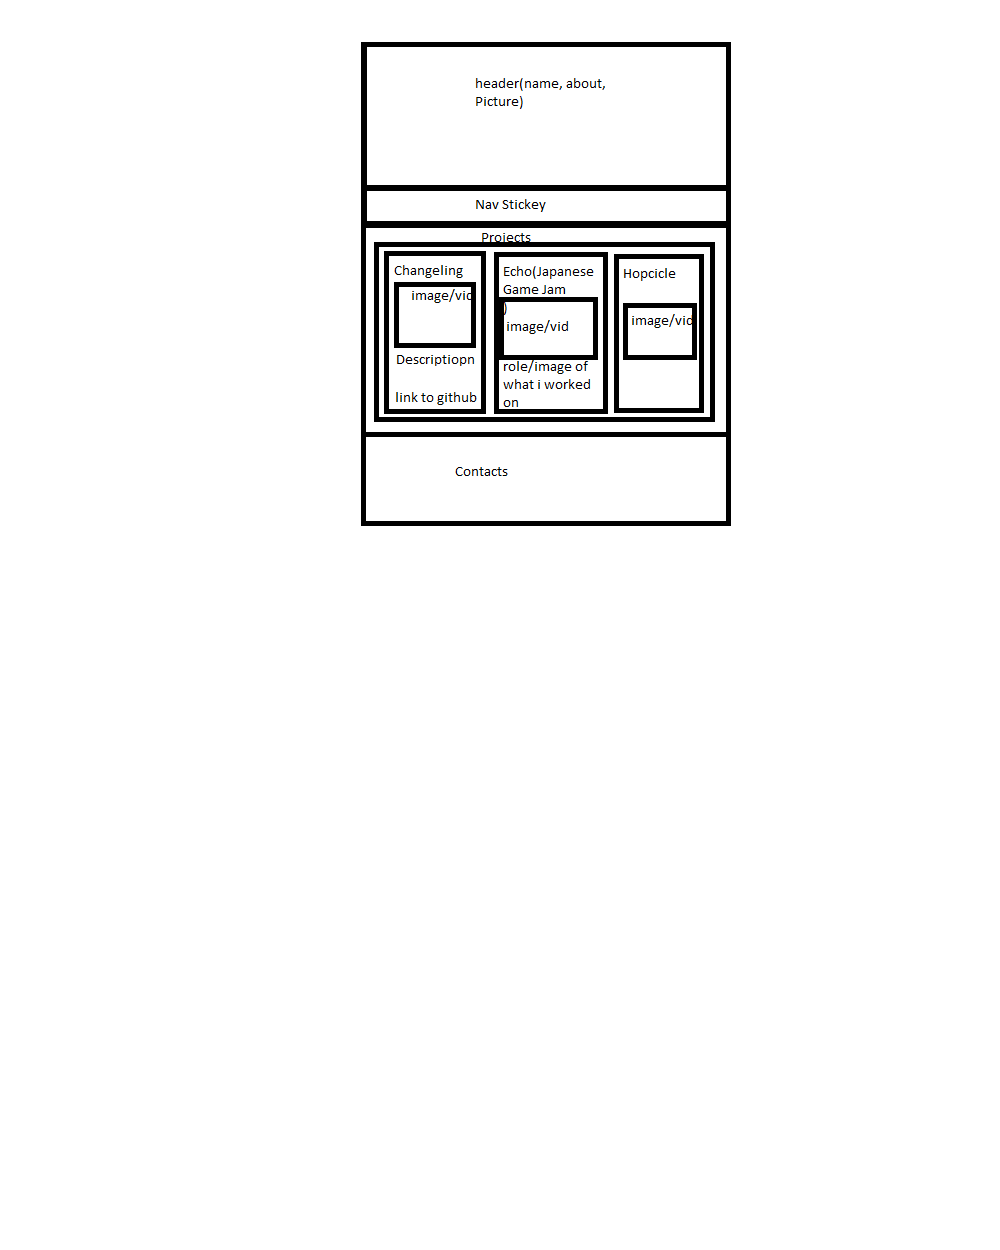 header(name, about,
Picture)
Nav Stickey
Projects
Changeling
image/vid
Descriptiopn
link to github
Echo(Japanese
Game Jam
)
image/vid
role/image of
what i worked
on
Hopcicle
image/vid
Contacts